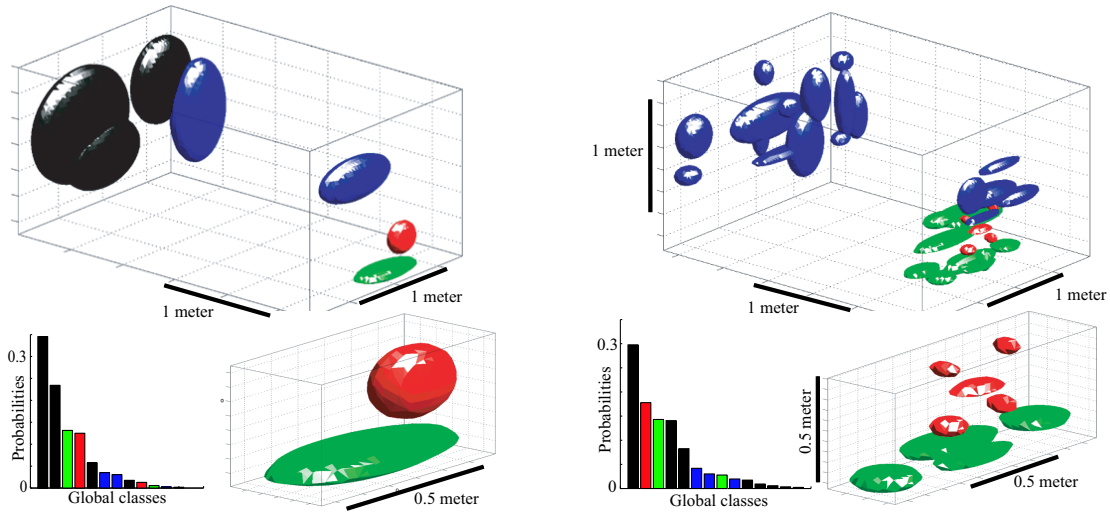 1 meter
1 meter
1 meter
1 meter
1 meter
0.3
Probabilities
0
Global classes
0.5 meter
0.3
Probabilities
0
Global classes
0.5 meter
0.5 meter